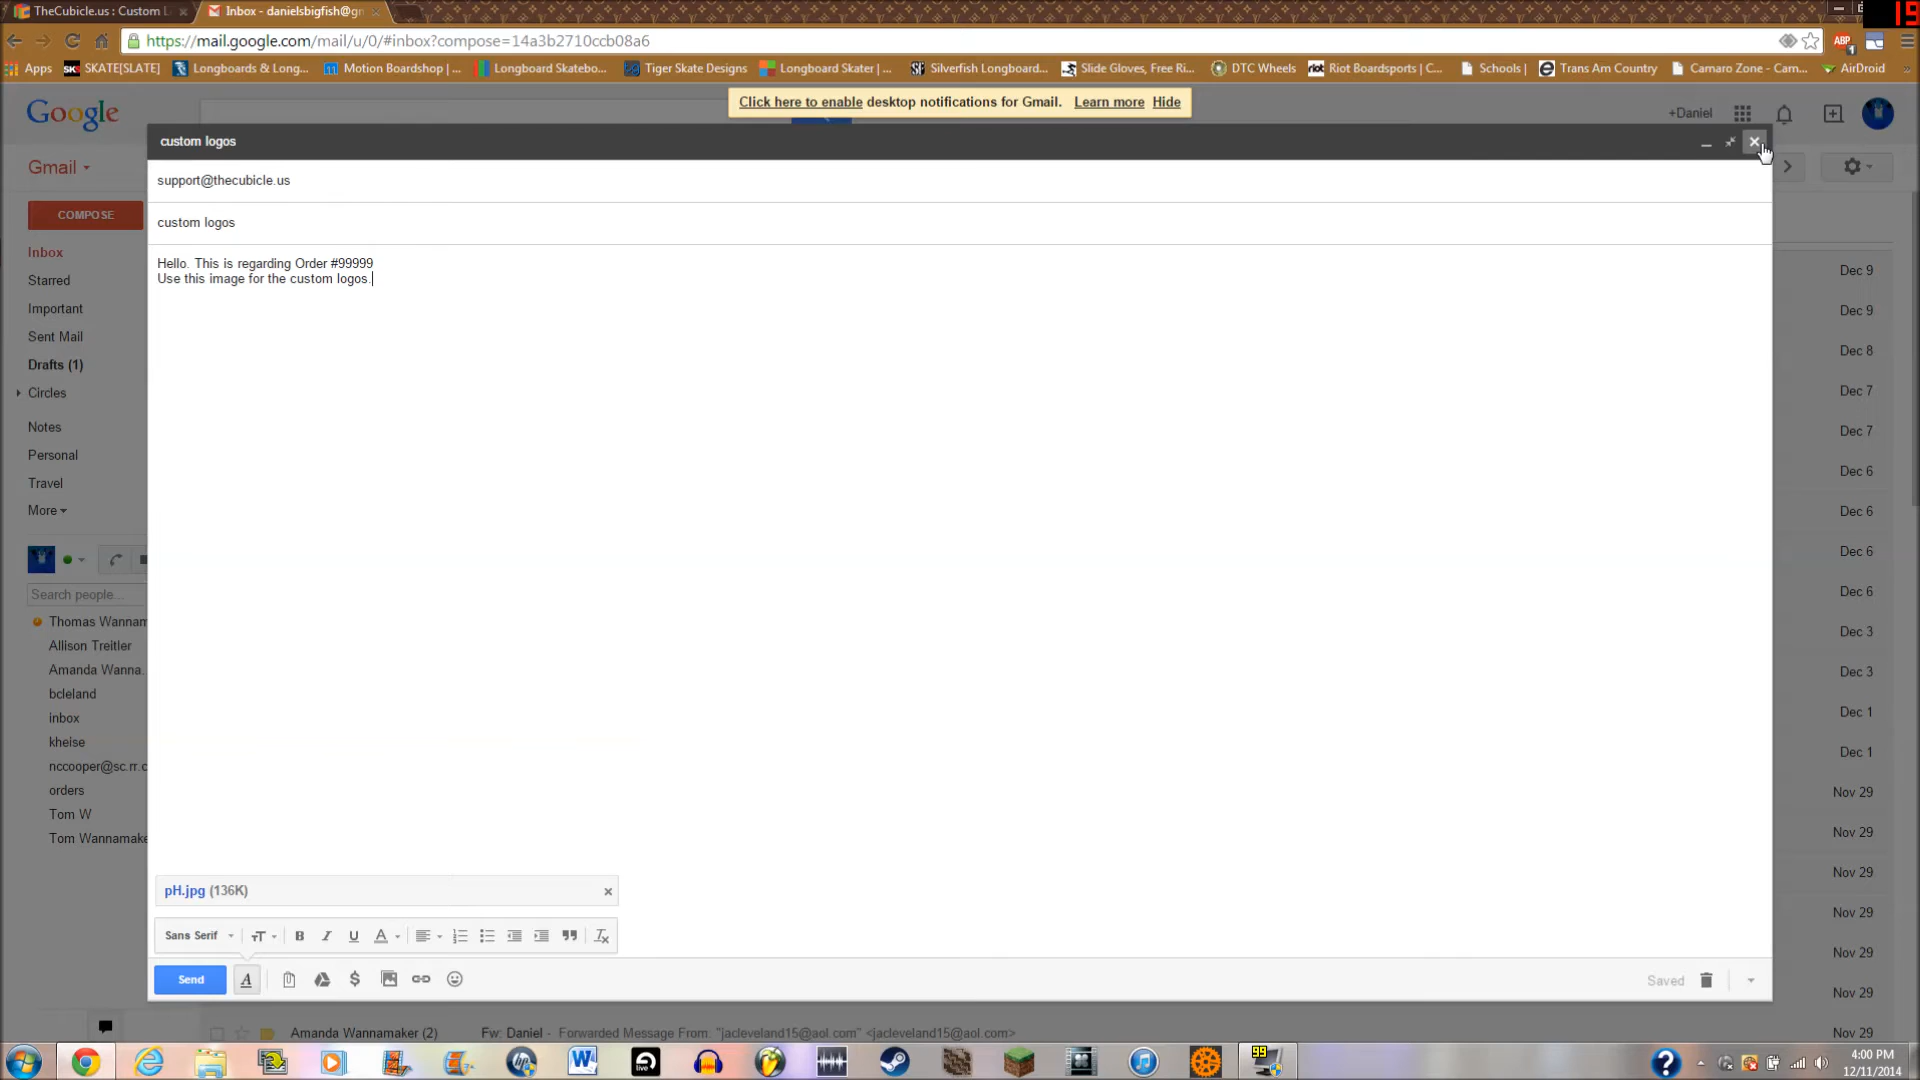 TheCubicle.us : Custom L
Inbox - danielsbigfish@gm
19
https://mail.google.com/mail/u/0/#inbox?compose=14a3b2710ccb08a6
ABP
Apps
SKATE[SLATE]
Longboards & Long...
Motion Boardshop | ...
Longboard Skatebo...
Tiger Skate Designs
Longboard Skater | ...
Silverfish Longboard...
Slide Gloves, Free Ri...
DTC Wheels
Riot Boardsports | C...
Schools |
Trans Am Country
Camaro Zone - Cam...
AirDroid
Click here to enable desktop notifications for Gmail. Learn more Hide
Google
+Daniel
custom logos
Gmail
support@thecubicle.us
COMPOSE
custom logos
Inbox
Starred
Important
Sent Mail
Drafts (1)
Circles
Notes
Personal
Travel
More
Hello. This is regarding Order #99999
Use this image for the custom logos.
Dec 9
Dec 9
Dec 8
Dec 7
Dec 7
Dec 6
Dec 6
Dec 6
Dec 6
Dec 3
Dec 3
Dec 1
Dec 1
Nov 29
Nov 29
Nov 29
Nov 29
Nov 29
Nov 29
Nov 29
Search people...
Thomas Wannam
Allison Treitler
Amanda Wanna.
bcleland
inbox
kheise
nccooper@sc.rr.c
orders
Tom W
Tom Wannamake
pH.jpg (136K)
Sans Serif
Send
Saved
Amanda Wannamaker (2)
Fw: Daniel - Forwarded Message From: "jacleveland15@aol.com" <jacleveland15@aol.com>
live
99
4:00 PM
12/11/2014